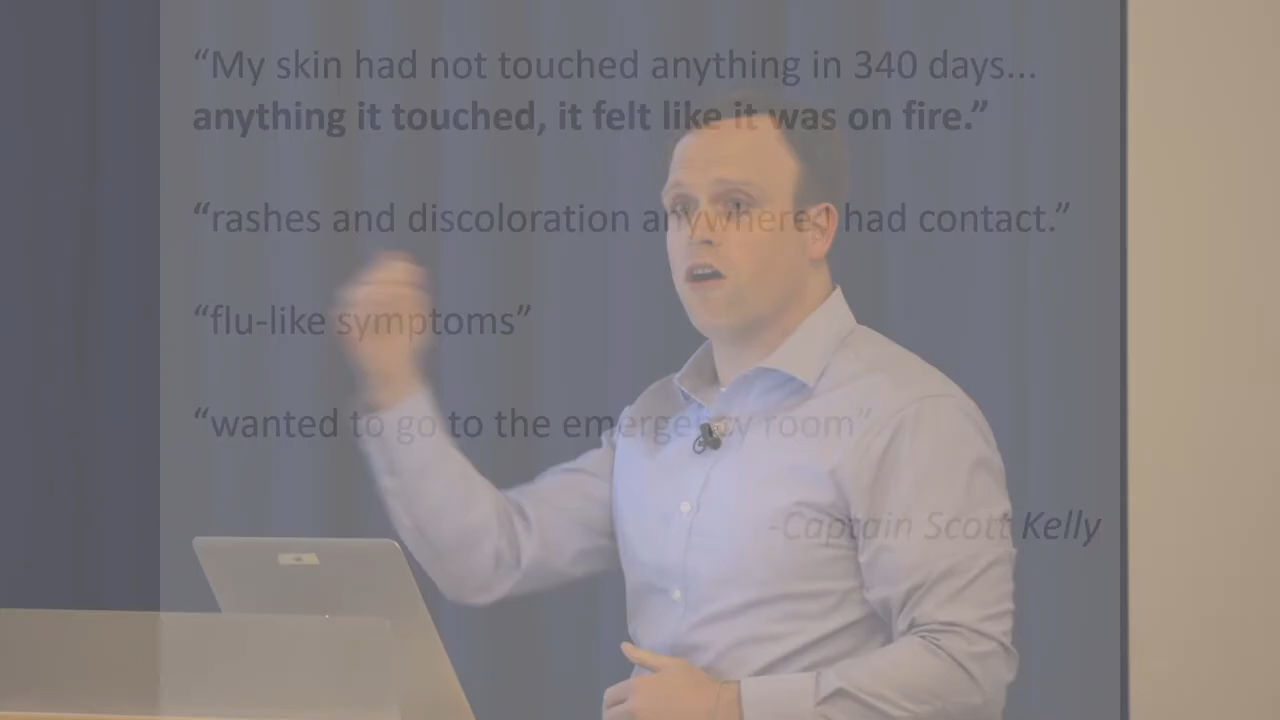 “My skin had not touched anything in 340 days...
anything it touched, it felt like it was on fire.”
“rashes and discoloration anywhere I had contact.”
“flu-like symptoms”
“wanted to go to the emergency room”
-Captain Scott Kelly